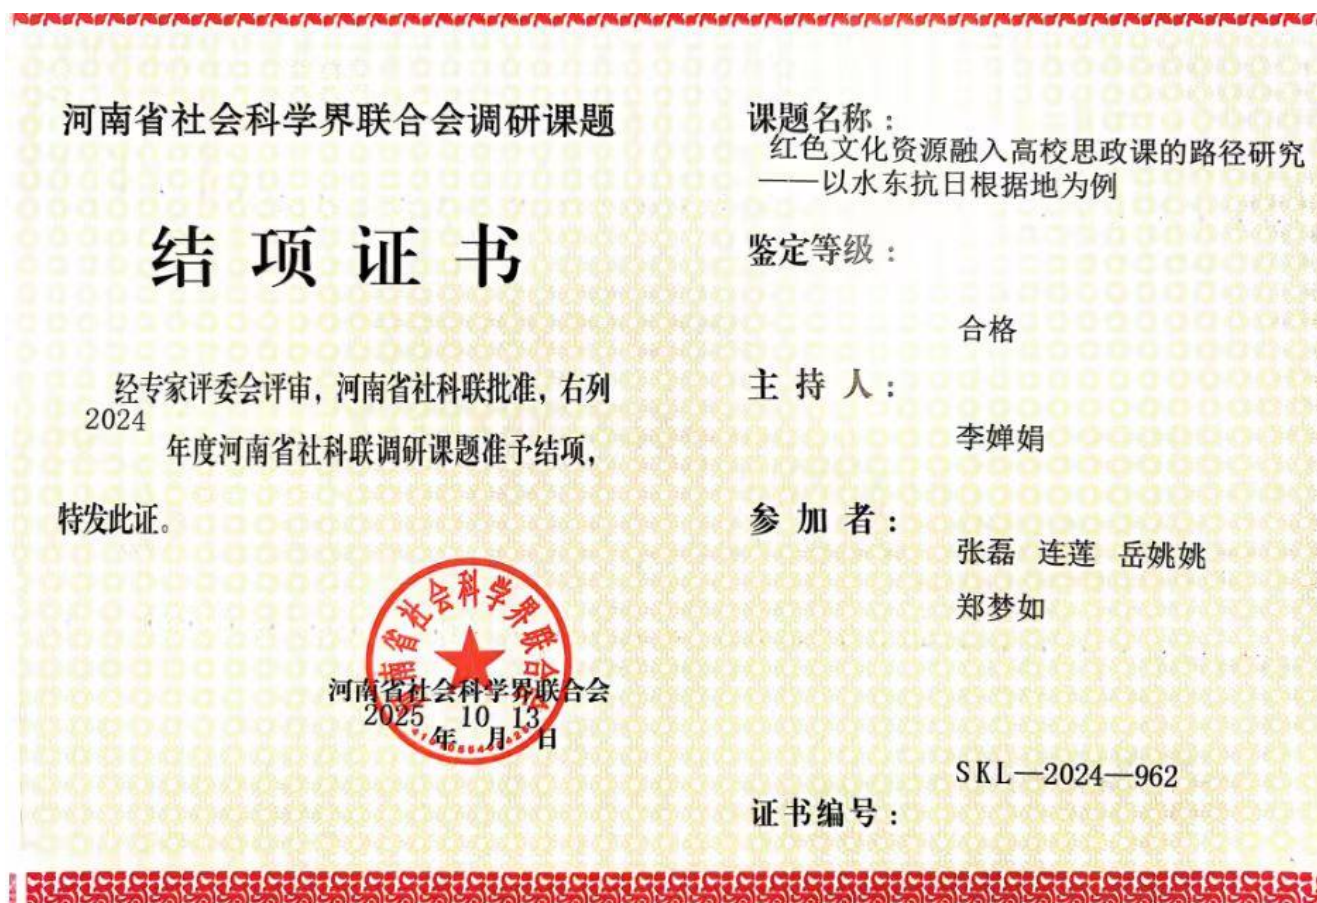 河南省社会科学界联合会调研课题
结项证书
经专家评委会评审，河南省社科联批准，右列
2024
年度河南省社科联调研课题准予结项，
特发此证。
河南省社会科学界联合会
河南省社会科学界联合会
2025 10 13
年 月 日
课题名称：
红色文化资源融入高校思政课的路径研究
——以水东抗日根据地为例
鉴定等级：
合格
主持人：
李婵娟
参加者：
张磊 连莲 岳姚姚
郑梦如
SKL—2024—962
证书编号：